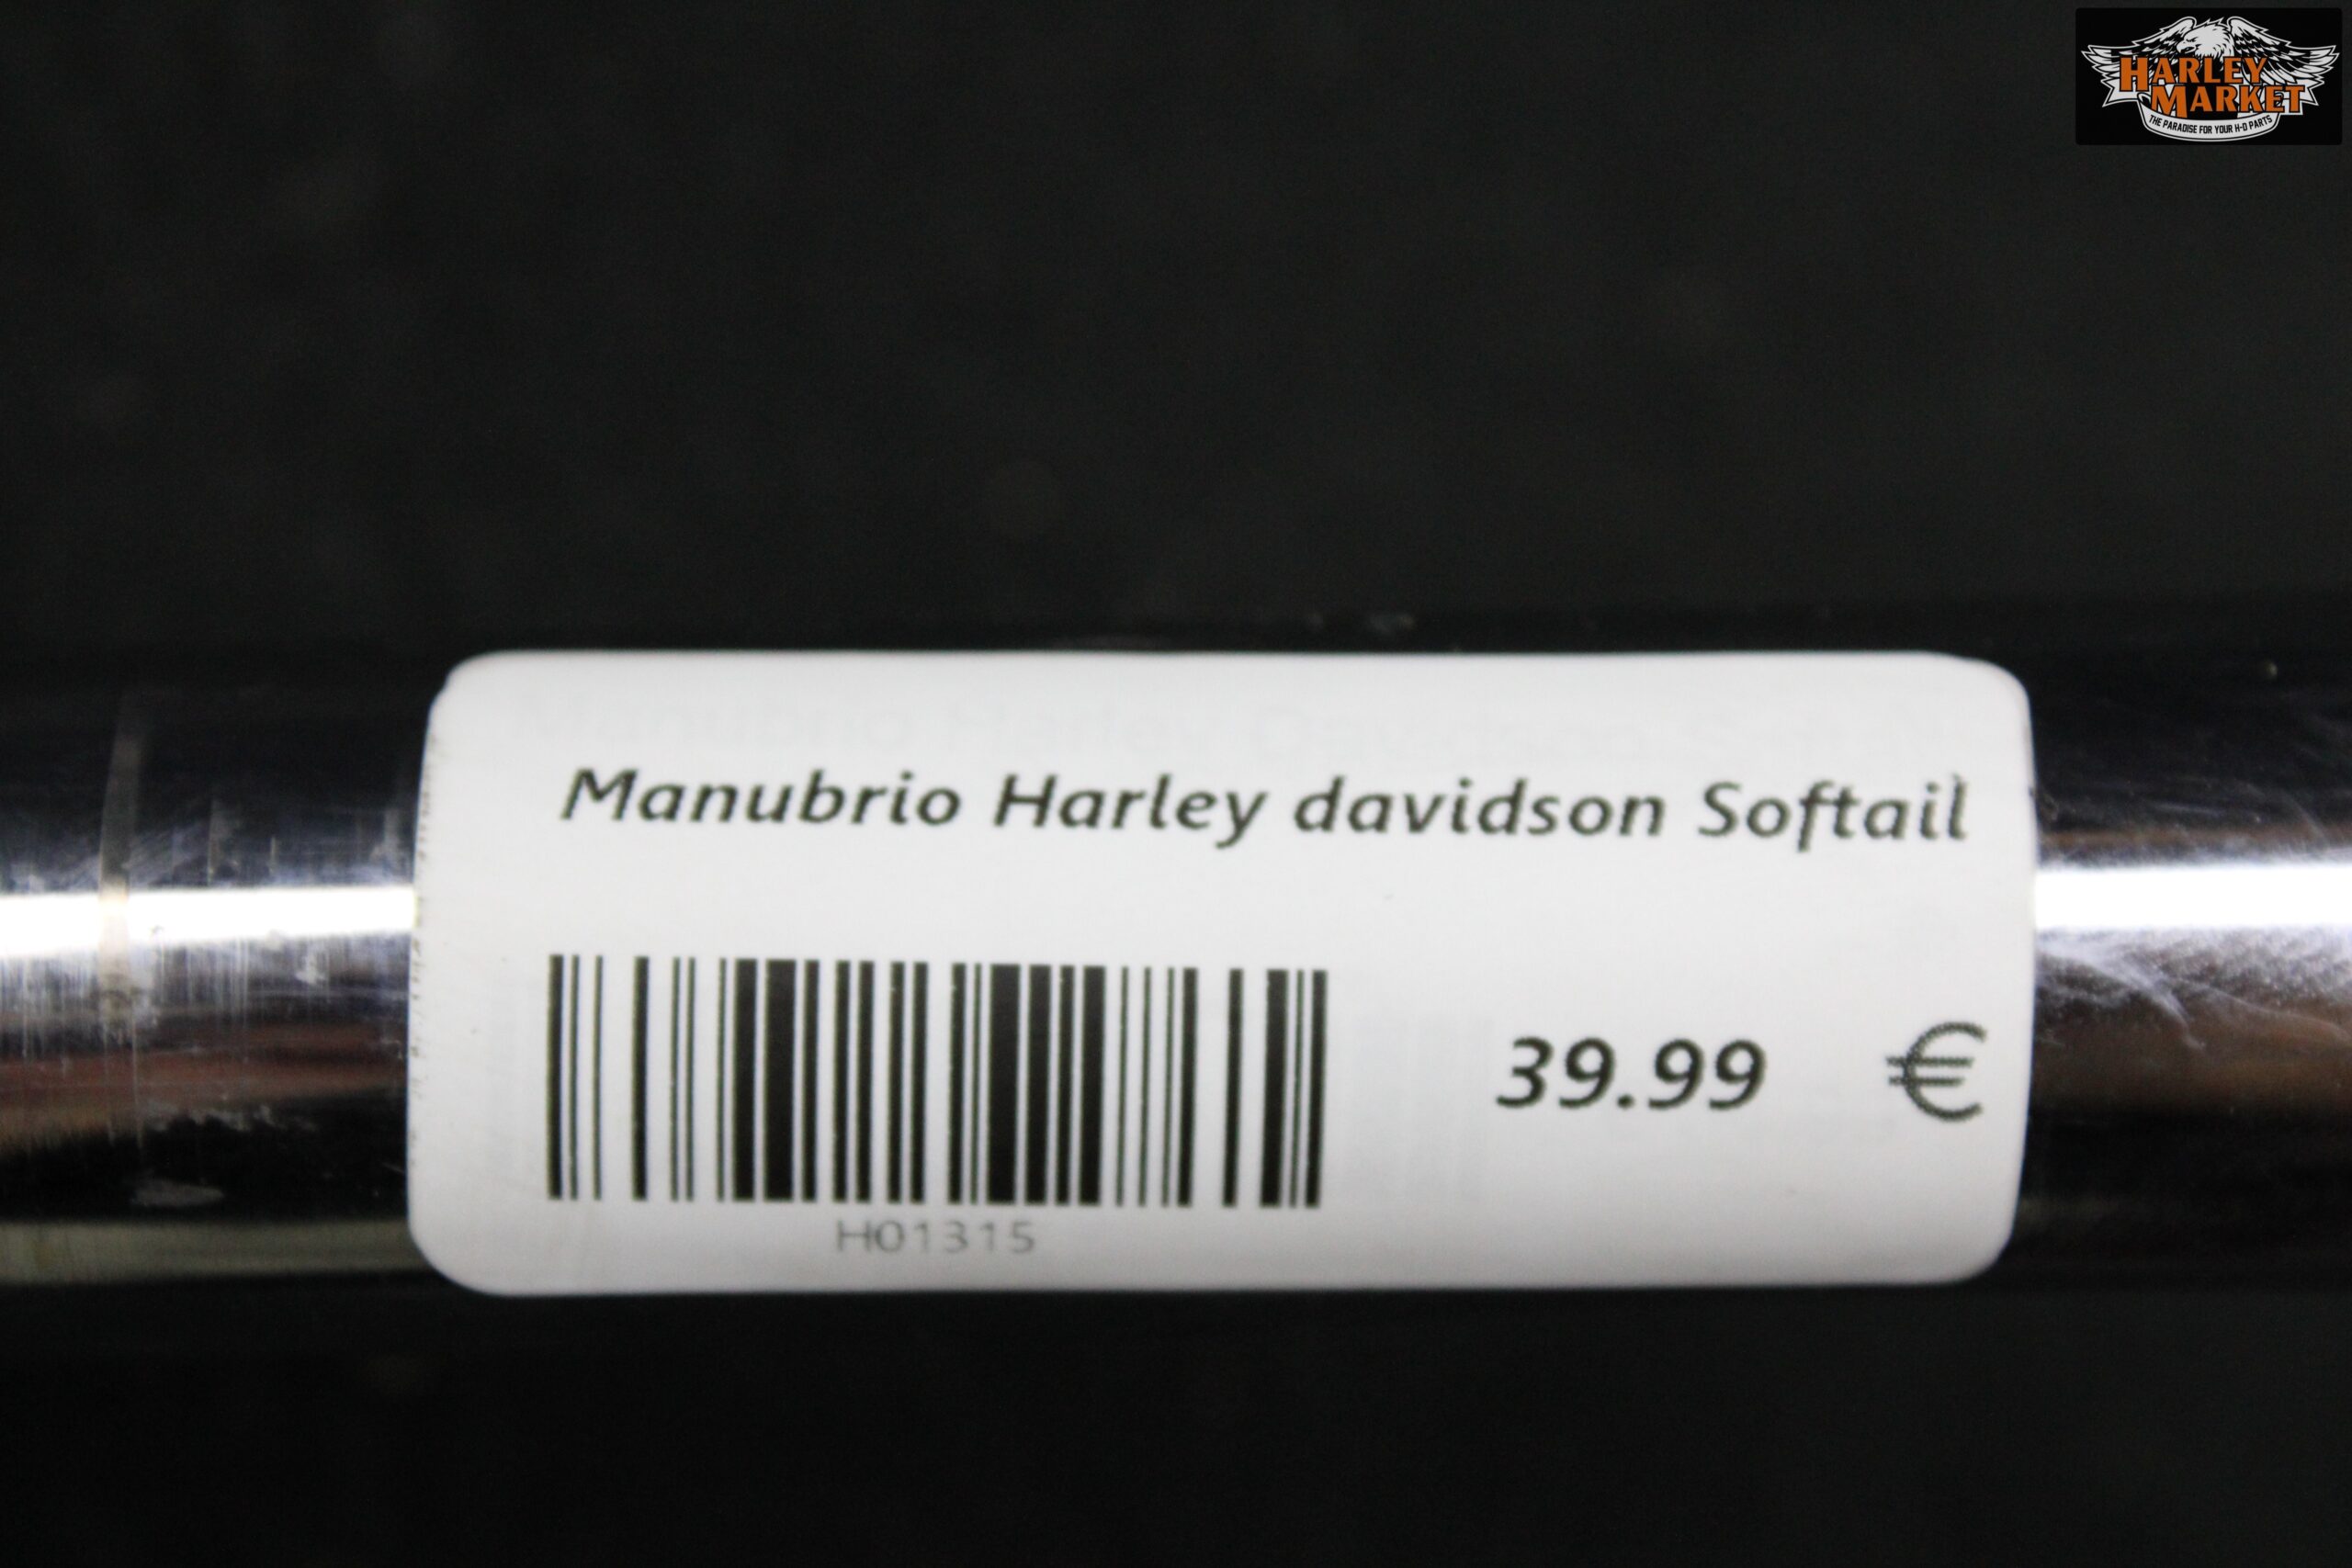 HARLEY
MARKET
THE PARADISE FOR YOUR H-D PARTS
Manubrio Harley davidson Softail
39.99 €
H01315